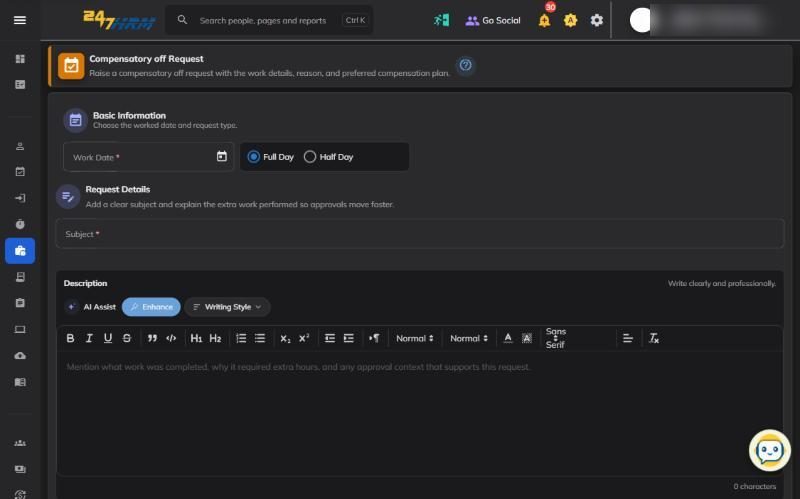 247HRM
Search people, pages and reports
Ctrl K
Go Social
30
A
Compensatory off Request
Raise a compensatory off request with the work details, reason, and preferred compensation plan.
?
Basic Information
Choose the worked date and request type.
Work Date *
Full Day
Half Day
Request Details
Add a clear subject and explain the extra work performed so approvals move faster.
Subject *
Description
Write clearly and professionally.
AI Assist
Enhance
Writing Style
B I U S H1 H2 X₁ X² Normal Normal A A Sans Serif Tx
Mention what work was completed, why it required extra hours, and any approval context that supports this request.
0 characters